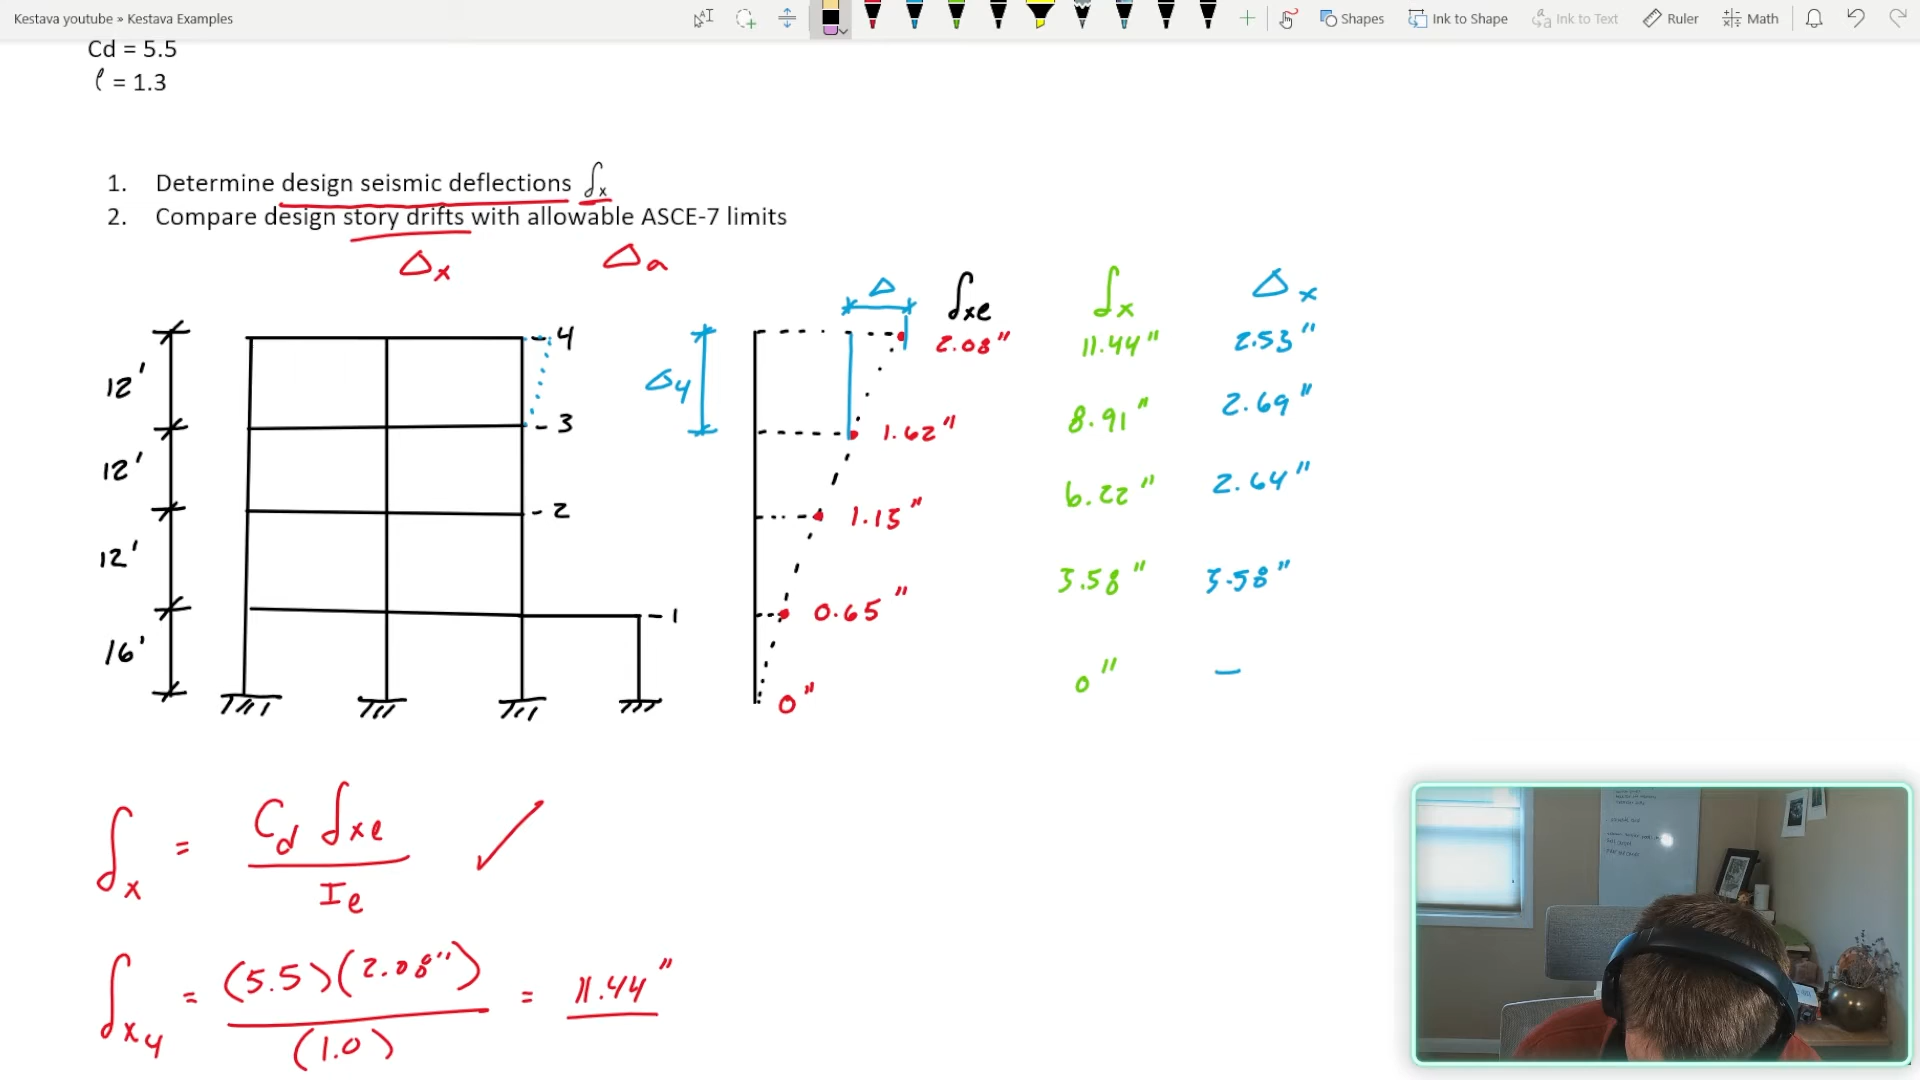 Kestava youtube » Kestava Examples
Ink to Shape
Shapes
Ink to Text
Ruler
Math
Cd = 5.5
ℓ = 1.3
1. Determine design seismic deflections δx
2. Compare design story drifts with allowable ASCE-7 limits
Δx Δa
Δ δxe δx Δx
12' 4 Δ4 2.08" 11.44" 2.53"
3 1.62" 8.91" 2.69"
12'
2 1.13" 6.22" 2.64"
12'
1 0.65" 3.58" 3.58"
16'
0" 0" –
δx = Cd δxe / Ie ✓
δx4 = (5.5)(2.08") / (1.0) = 11.44"